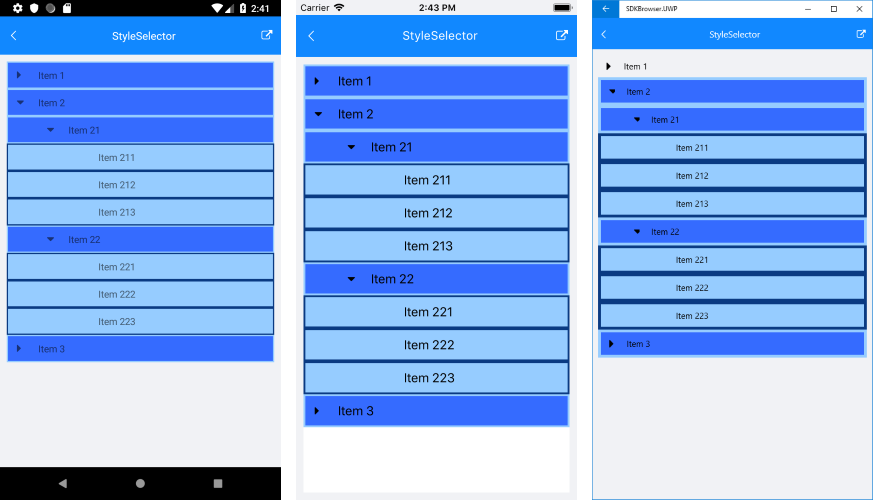 2:41
StyleSelector
Item 1
Item 2
Item 21
Item 211
Item 212
Item 213
Item 22
Item 221
Item 222
Item 223
Item 3
Carrier 2:43 PM
StyleSelector
Item 1
Item 2
Item 21
Item 211
Item 212
Item 213
Item 22
Item 221
Item 222
Item 223
Item 3
SDKBrowser.UWP
StyleSelector
Item 1
Item 2
Item 21
Item 211
Item 212
Item 213
Item 22
Item 221
Item 222
Item 223
Item 3